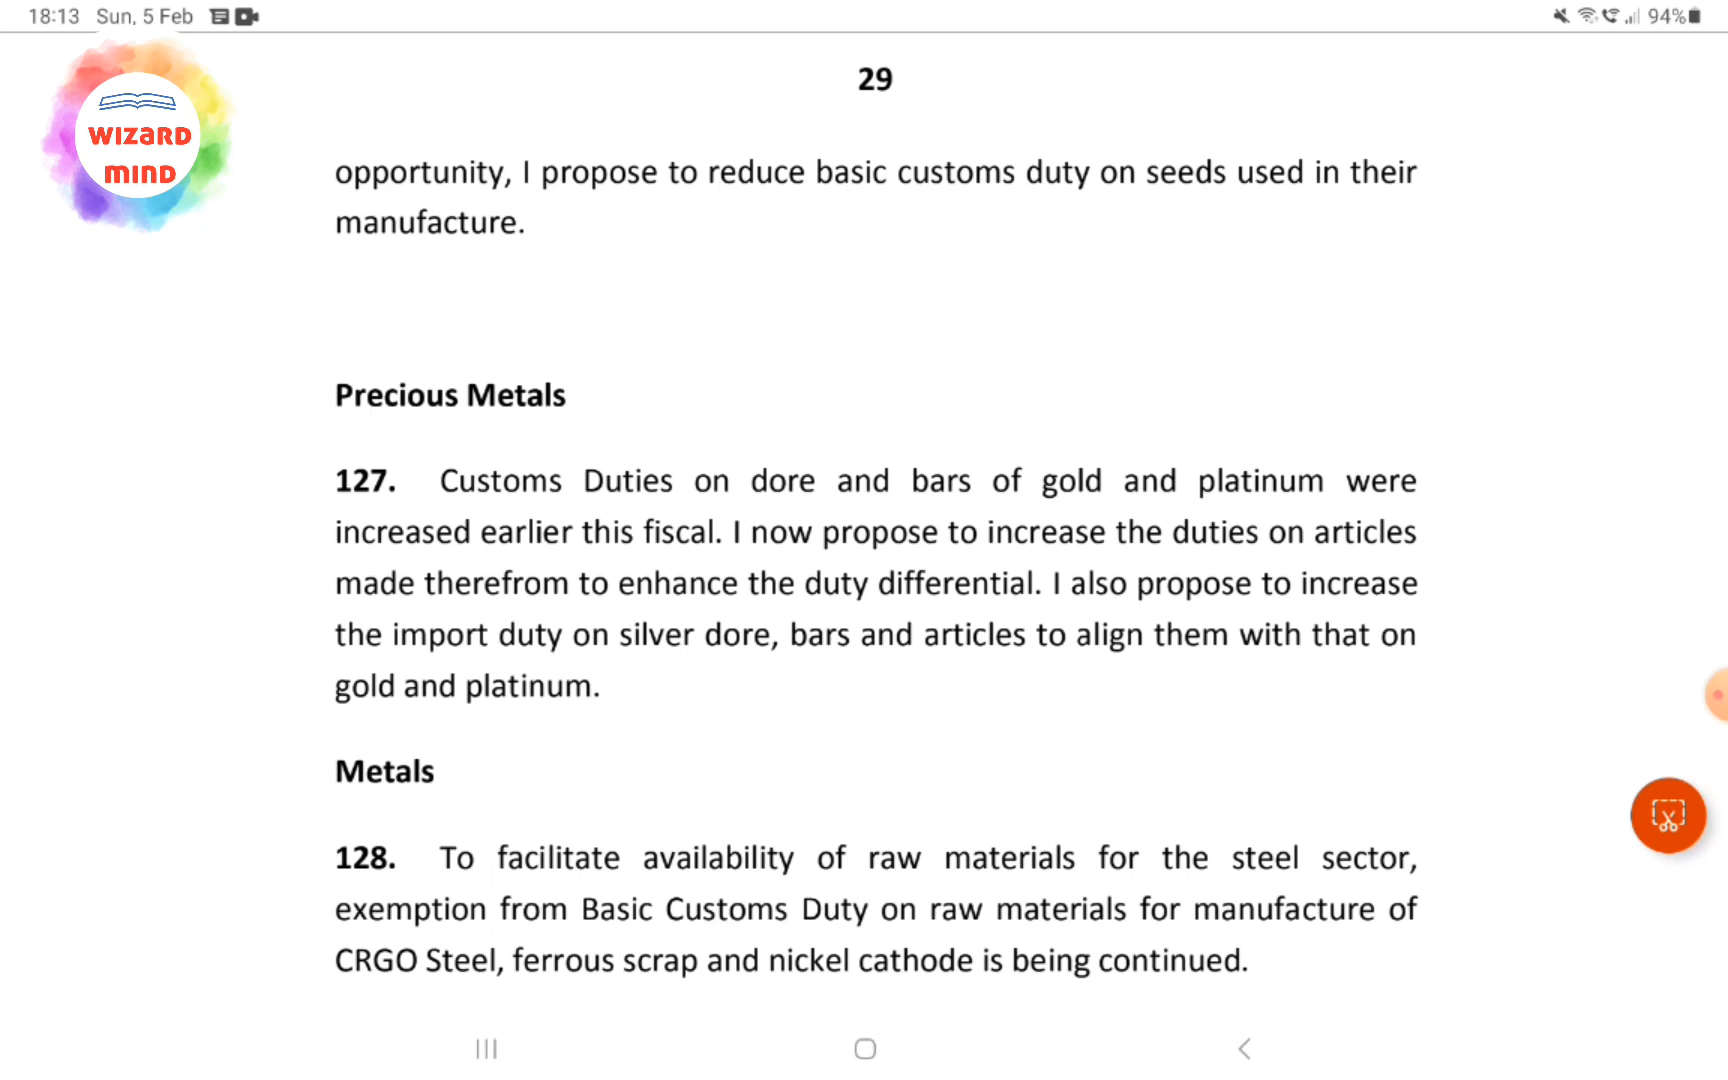 18:13 Sun, 5 Feb
94%
WIZARD
MIND
29
opportunity, I propose to reduce basic customs duty on seeds used in their
manufacture.
Precious Metals
127. Customs Duties on dore and bars of gold and platinum were
increased earlier this fiscal. I now propose to increase the duties on articles
made therefrom to enhance the duty differential. I also propose to increase
the import duty on silver dore, bars and articles to align them with that on
gold and platinum.
Metals
128. To facilitate availability of raw materials for the steel sector,
exemption from Basic Customs Duty on raw materials for manufacture of
CRGO Steel, ferrous scrap and nickel cathode is being continued.